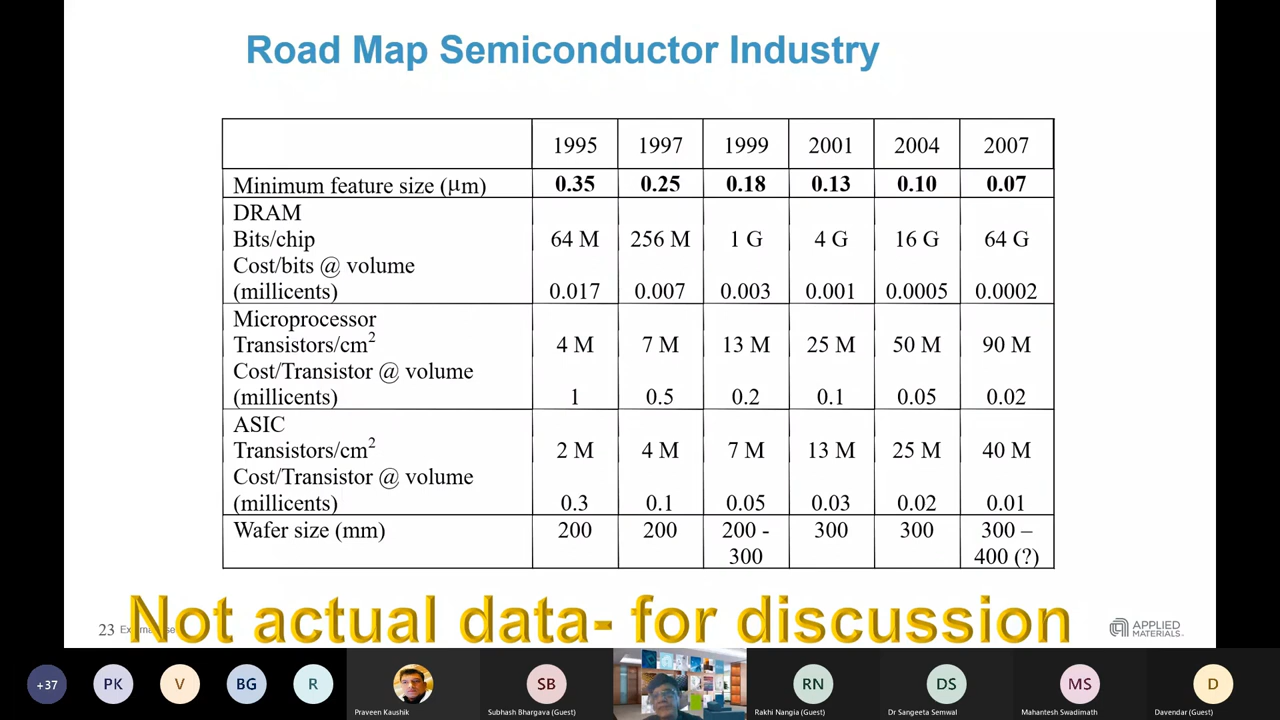 Road Map Semiconductor Industry
1995 1997 1999 2001 2004 2007
Minimum feature size (μm) 0.35 0.25 0.18 0.13 0.10 0.07
DRAM
Bits/chip 64 M 256 M 1 G 4 G 16 G 64 G
Cost/bits @ volume
(millicents) 0.017 0.007 0.003 0.001 0.0005 0.0002
Microprocessor
Transistors/cm2 4 M 7 M 13 M 25 M 50 M 90 M
Cost/Transistor @ volume
(millicents) 1 0.5 0.2 0.1 0.05 0.02
ASIC
Transistors/cm2 2 M 4 M 7 M 13 M 25 M 40 M
Cost/Transistor @ volume
(millicents) 0.3 0.1 0.05 0.03 0.02 0.01
Wafer size (mm) 200 200 200 - 300 300 300 300 – 400 (?)
Not actual data- for discussion
23
APPLIED MATERIALS
+37 PK V BG R SB RN DS MS D
Praveen Kaushik Subhash Bhargava (Guest) Rakhi Nangia (Guest) Dr Sangeeta Semwal Mahantesh Swadimath Davendar (Guest)